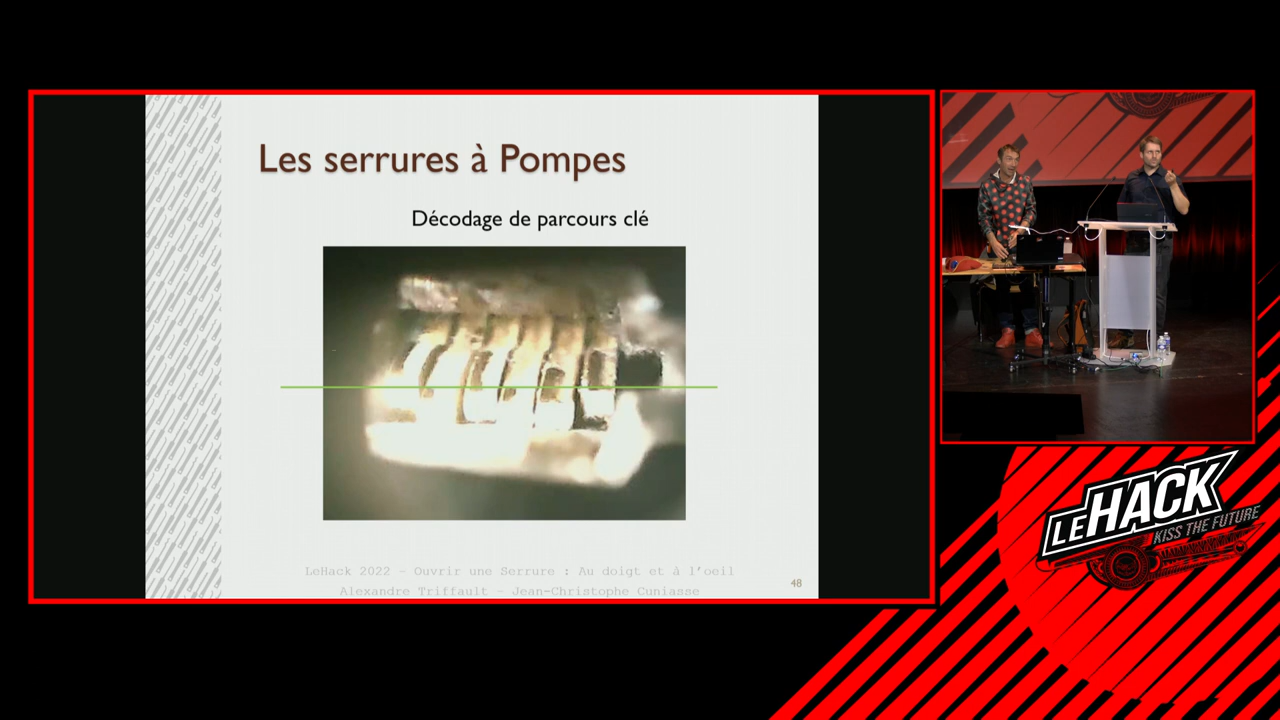 Les serrures à Pompes
Décodage de parcours clé
LeHack 2022 – Ouvrir une Serrure : Au doigt et à l'oeil
Alexandre Triffault – Jean-Christophe Cuniasse
48
LEHACK
KISS THE FUTURE